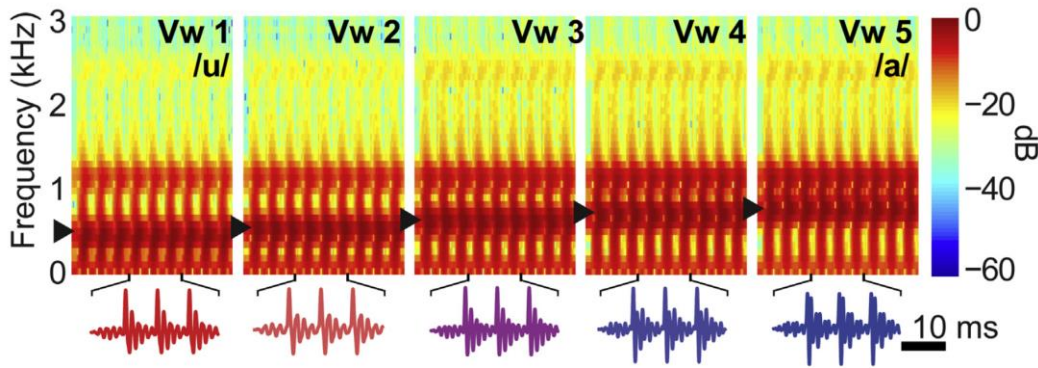 Frequency (kHz)
3
2
1
0
Vw 1
/u/
Vw 2
Vw 3
Vw 4
Vw 5
/a/
0
−20
−40
−60
dB
10 ms